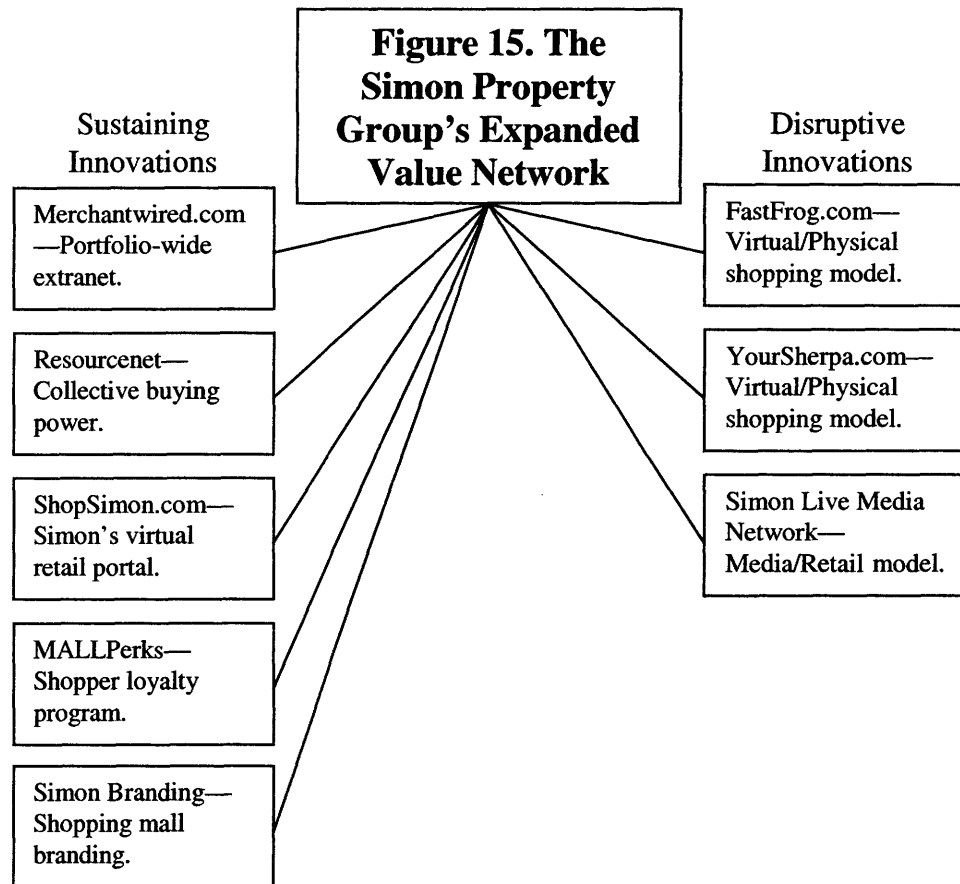 Figure 15. The
Simon Property
Group's Expanded
Value Network
Sustaining
Innovations
Merchantwired.com
—Portfolio-wide
extranet.
Resourcenet—
Collective buying
power.
ShopSimon.com—
Simon's virtual
retail portal.
MALLPerks—
Shopper loyalty
program.
Simon Branding—
Shopping mall
branding.
Disruptive
Innovations
FastFrog.com—
Virtual/Physical
shopping model.
YourSherpa.com—
Virtual/Physical
shopping model.
Simon Live Media
Network—
Media/Retail model.